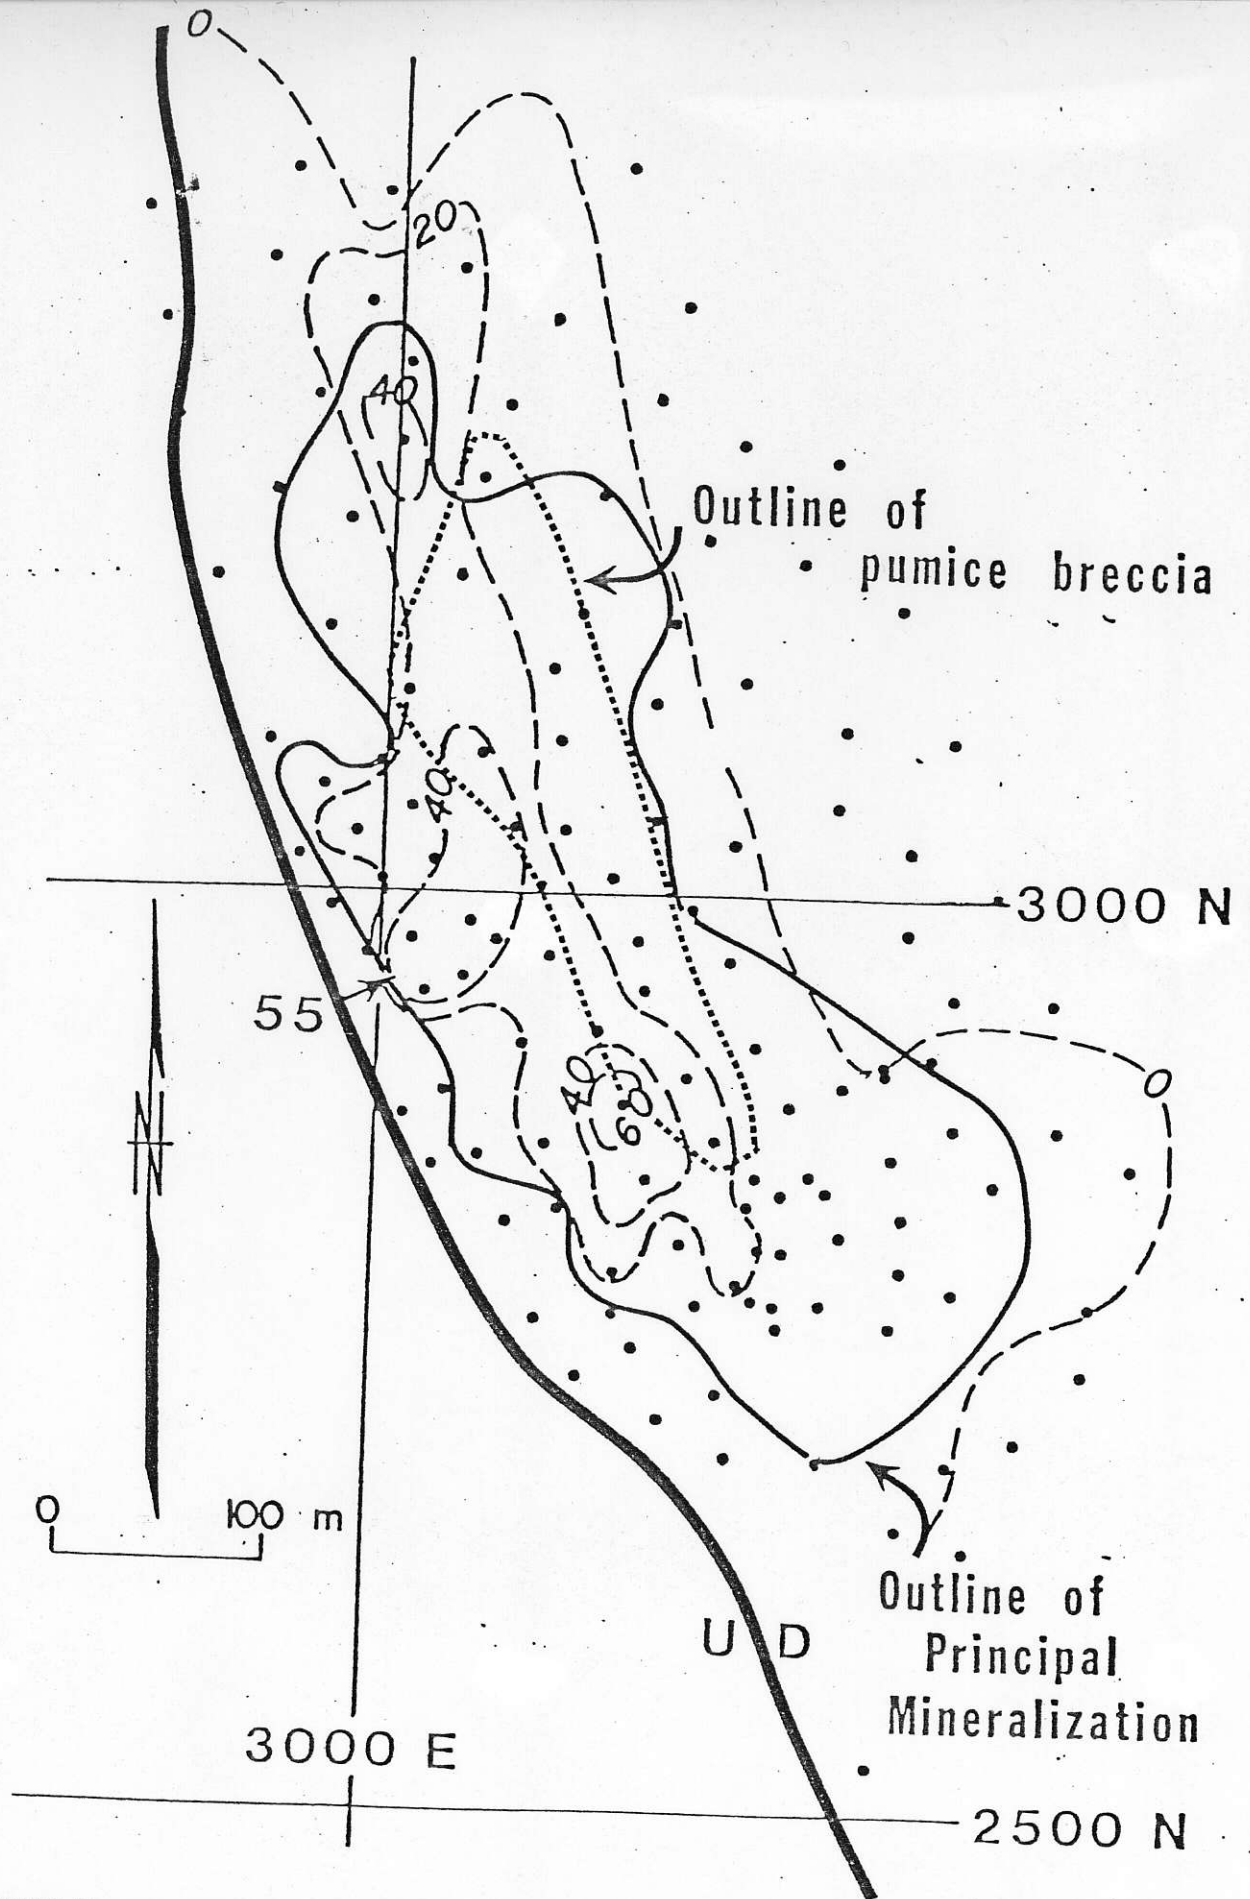 0
20
40
Outline of
pumice breccia
40
3000 N
55
40
60
0
N
0 100 m
Outline of
Principal
Mineralization
U D
3000 E
2500 N